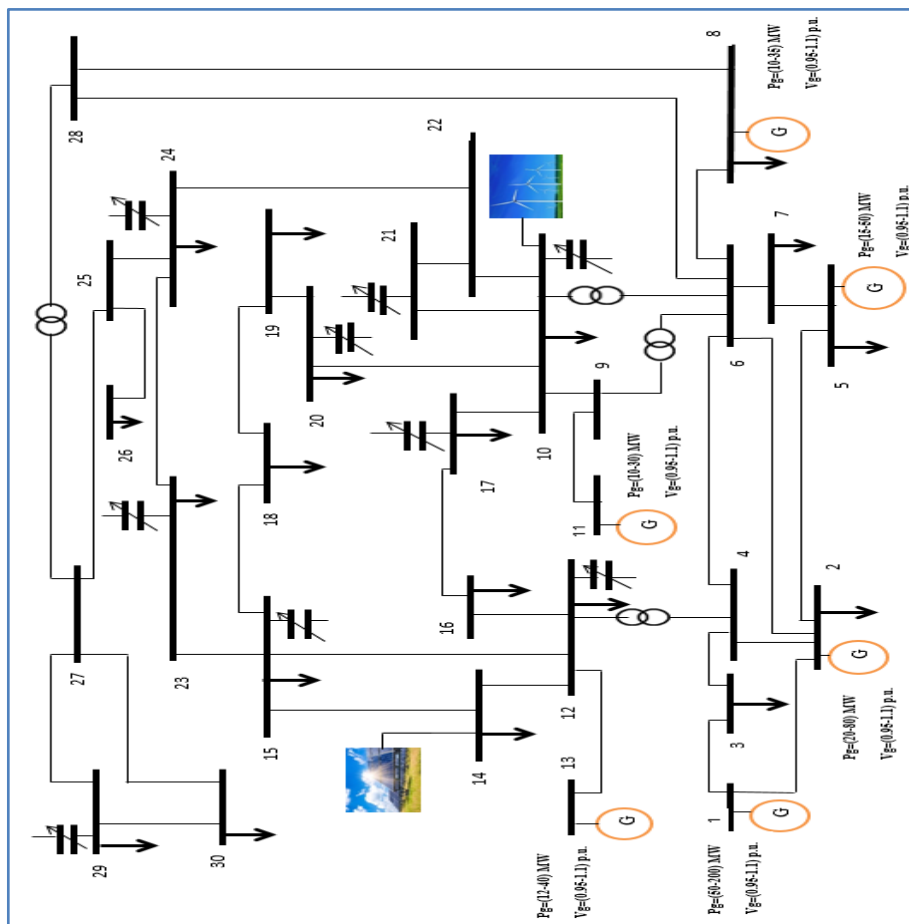 28
8
Pg=(10-35) MW
Vg=(0.95-1.1) p.u.
G
24
22
25
21
7
Pg=(15-50) MW
Vg=(0.95-1.1) p.u.
G
19
26
20
9
6
5
10
17
18
Pg=(10-30) MW
Vg=(0.95-1.1) p.u.
11
G
4
2
16
27
23
15
12
G
14
13
3
Pg=(20-80) MW
Vg=(0.95-1.1) p.u.
1
G
G
29
30
Pg=(12-40) MW
Vg=(0.95-1.1) p.u.
Pg=(50-200) MW
Vg=(0.95-1.1) p.u.